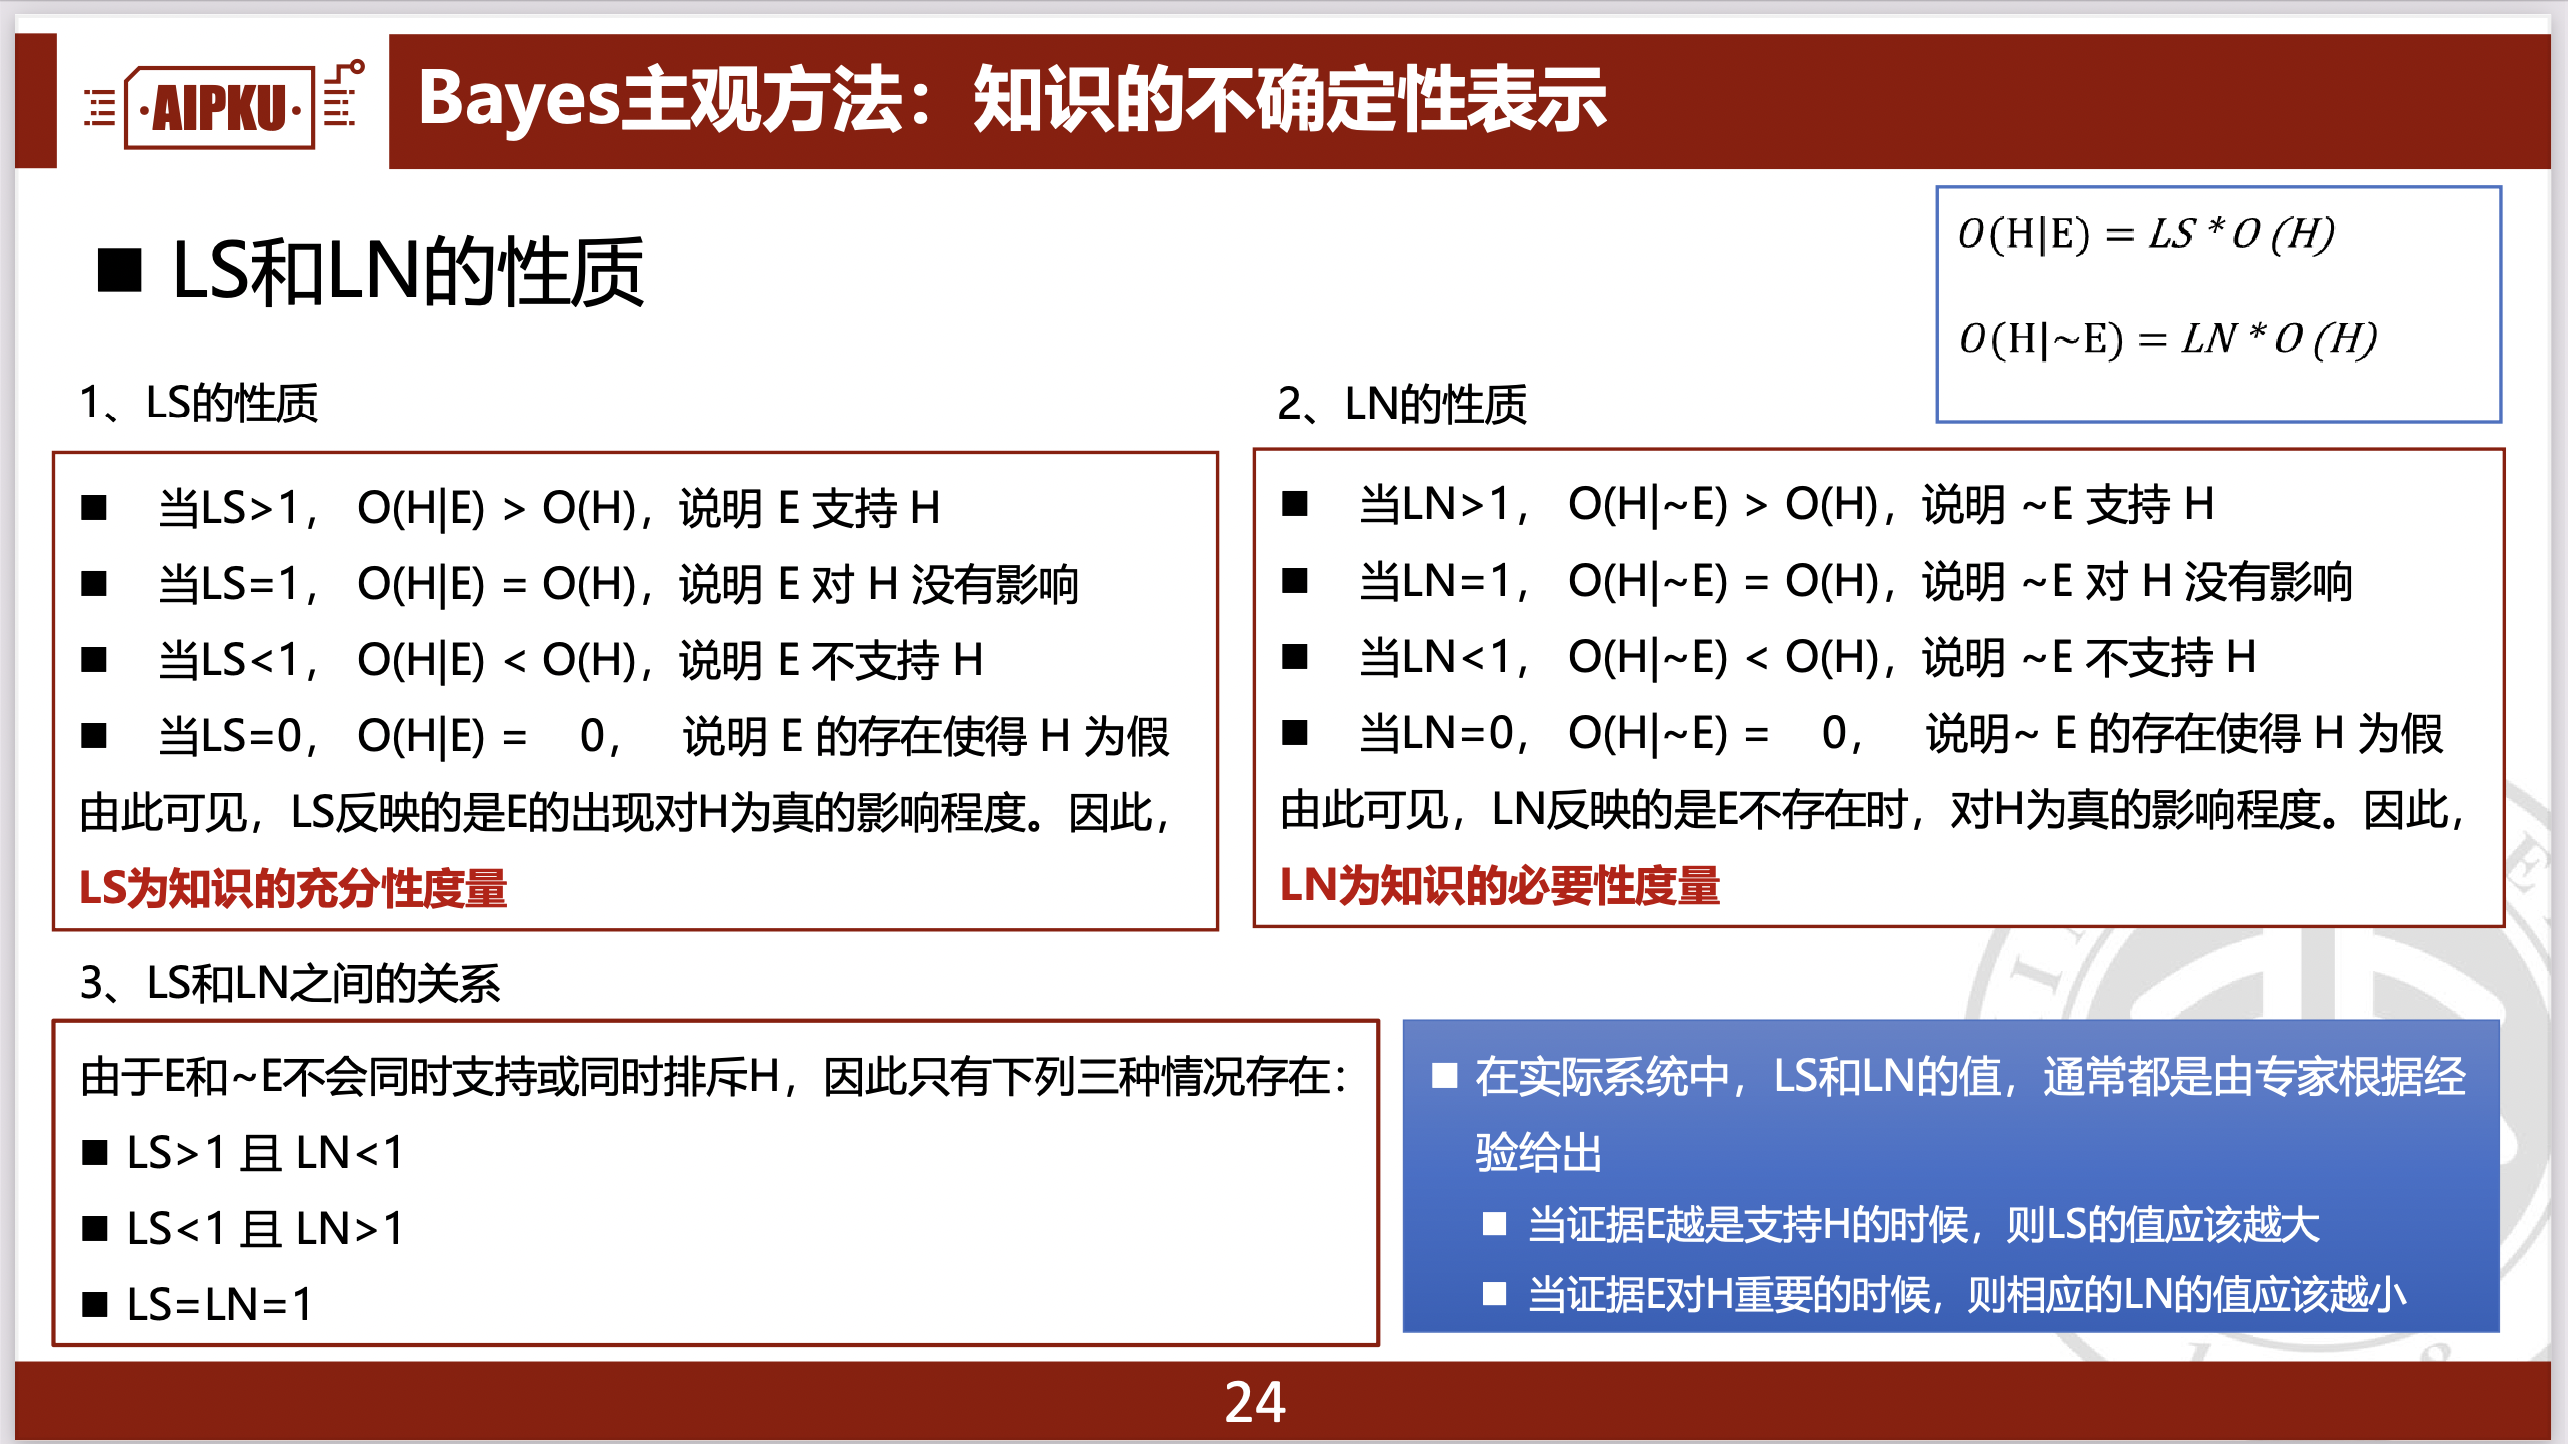 ·AIPKU·
Bayes主观方法：知识的不确定性表示
■ LS和LN的性质
O(H|E) = LS * O (H)
O(H|~E) = LN * O (H)
1、LS的性质
■ 当LS>1， O(H|E) > O(H)，说明 E 支持 H
■ 当LS=1， O(H|E) = O(H)，说明 E 对 H 没有影响
■ 当LS<1， O(H|E) < O(H)，说明 E 不支持 H
■ 当LS=0， O(H|E) = 0， 说明 E 的存在使得 H 为假
由此可见，LS反映的是E的出现对H为真的影响程度。因此，
LS为知识的充分性度量
2、LN的性质
■ 当LN>1， O(H|~E) > O(H)，说明 ~E 支持 H
■ 当LN=1， O(H|~E) = O(H)，说明 ~E 对 H 没有影响
■ 当LN<1， O(H|~E) < O(H)，说明 ~E 不支持 H
■ 当LN=0， O(H|~E) = 0， 说明~ E 的存在使得 H 为假
由此可见，LN反映的是E不存在时，对H为真的影响程度。因此，
LN为知识的必要性度量
3、LS和LN之间的关系
由于E和~E不会同时支持或同时排斥H，因此只有下列三种情况存在：
■ LS>1 且 LN<1
■ LS<1 且 LN>1
■ LS=LN=1
■ 在实际系统中，LS和LN的值，通常都是由专家根据经
验给出
■ 当证据E越是支持H的时候，则LS的值应该越大
■ 当证据E对H重要的时候，则相应的LN的值应该越小
24